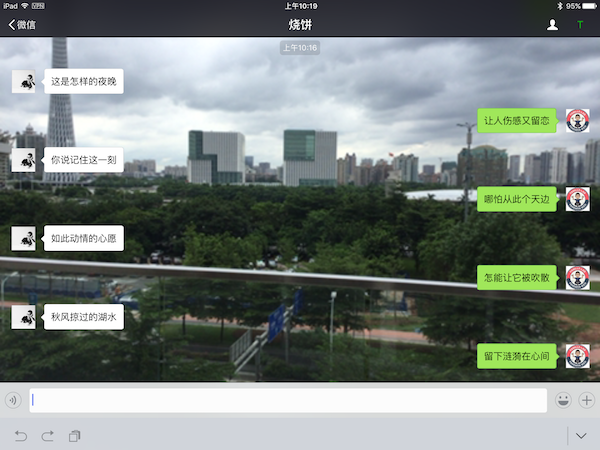 iPad
VPN
上午10:19
95%
微信
烧饼
T
上午10:16
这是怎样的夜晚
让人伤感又留恋
你说记住这一刻
哪怕从此个天边
如此动情的心愿
怎能让它被吹散
秋风掠过的湖水
留下涟漪在心间